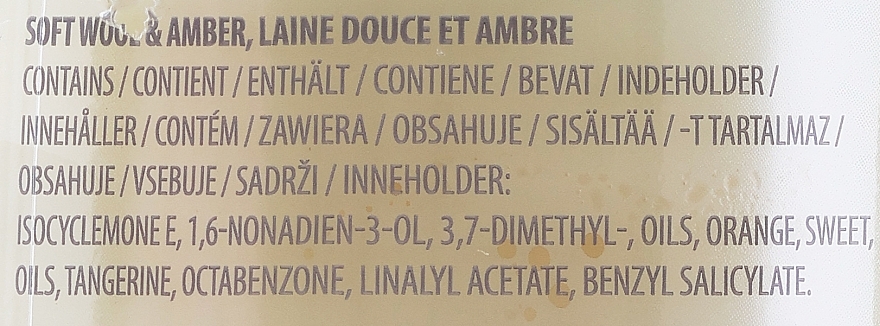 SOFT WOOL & AMBER, LAINE DOUCE ET AMBRE
CONTAINS / CONTIENT / ENTHÄLT / CONTIENE / BEVAT / INDEHOLDER /
INNEHÅLLER / CONTÉM / ZAWIERA / OBSAHUJE / SISÄLTÄÄ / -T TARTALMAZ /
OBSAHUJE / VSEBUJE / SADRŽI / INNEHOLDER:
ISOCYCLEMONE E, 1,6-NONADIEN-3-OL, 3,7-DIMETHYL-, OILS, ORANGE, SWEET,
OILS, TANGERINE, OCTABENZONE, LINALYL ACETATE, BENZYL SALICYLATE.